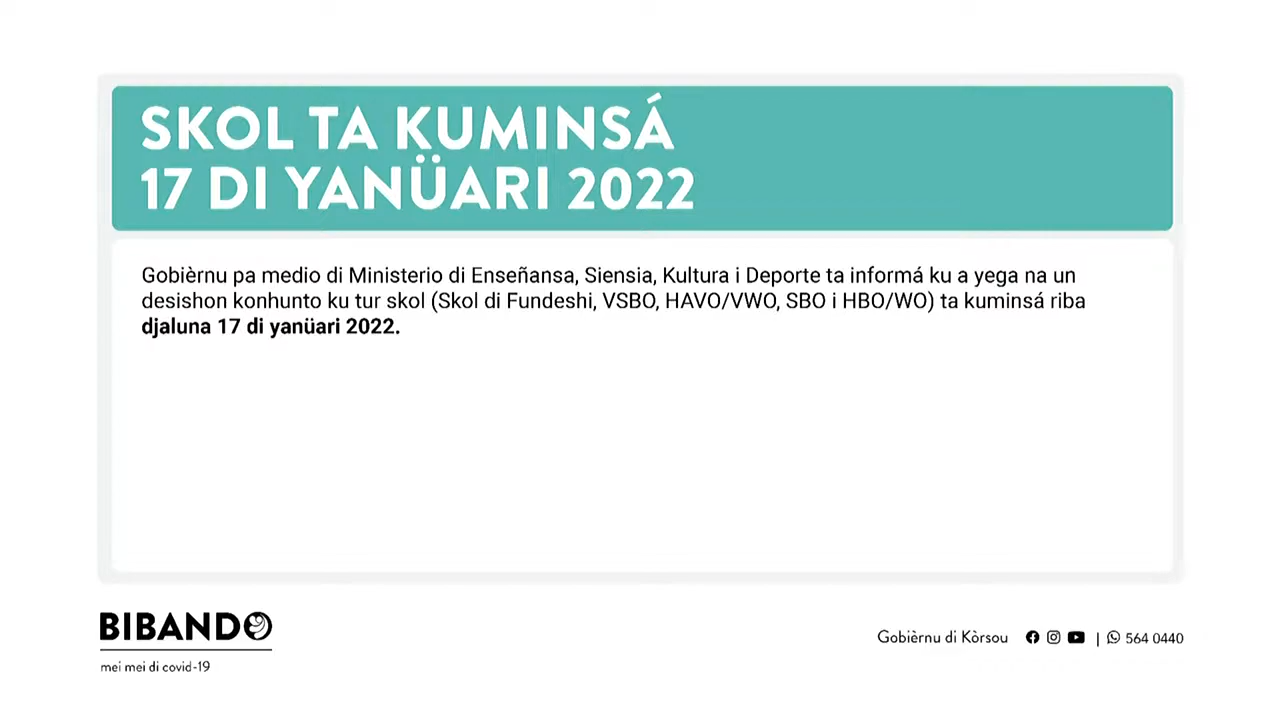 SKOL TA KUMINSÁ
17 DI YANÜARI 2022
Gobièrnu pa medio di Ministerio di Enseñansa, Siensia, Kultura i Deporte ta informá ku a yega na un
desishon konhunto ku tur skol (Skol di Fundeshi, VSBO, HAVO/VWO, SBO i HBO/WO) ta kuminsá riba
djaluna 17 di yanüari 2022.
BIBANDO
mei mei di covid-19
Gobièrnu di Kòrsou | 564 0440